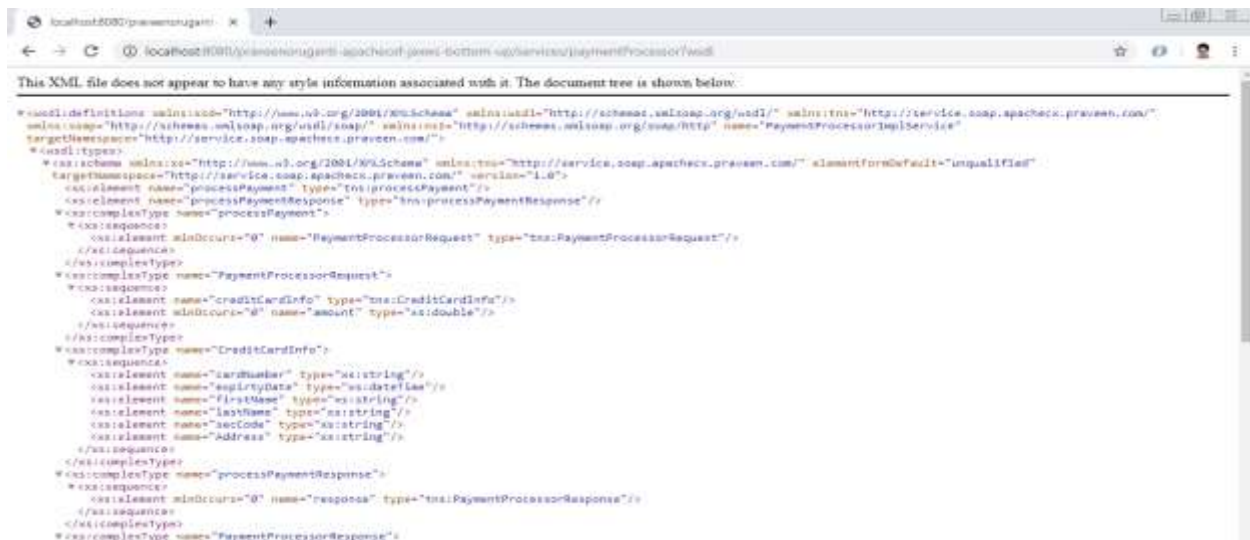 localhost:8080/praveenoruganti-
localhost:8080/praveenoruganti-apachecxf-jaxws-bottom-up/services/paymentProcessor?wsdl
This XML file does not appear to have any style information associated with it. The document tree is shown below.
▼<wsdl:definitions xmlns:xsd="http://www.w3.org/2001/XMLSchema" xmlns:wsdl="http://schemas.xmlsoap.org/wsdl/" xmlns:tns="http://service.soap.apachecx.praveen.com/"
xmlns:soap="http://schemas.xmlsoap.org/wsdl/soap/" xmlns:ns1="http://schemas.xmlsoap.org/soap/http" name="PaymentProcessorImplService"
targetNamespace="http://service.soap.apachecx.praveen.com/">
▼<wsdl:types>
▼<xs:schema xmlns:xs="http://www.w3.org/2001/XMLSchema" xmlns:tns="http://service.soap.apachecx.praveen.com/" elementFormDefault="unqualified"
targetNamespace="http://service.soap.apachecx.praveen.com/" version="1.0">
<xs:element name="processPayment" type="tns:processPayment"/>
<xs:element name="processPaymentResponse" type="tns:processPaymentResponse"/>
▼<xs:complexType name="processPayment">
▼<xs:sequence>
<xs:element minOccurs="0" name="PaymentProcessorRequest" type="tns:PaymentProcessorRequest"/>
</xs:sequence>
</xs:complexType>
▼<xs:complexType name="PaymentProcessorRequest">
▼<xs:sequence>
<xs:element name="creditCardInfo" type="tns:CreditCardInfo"/>
<xs:element minOccurs="0" name="amount" type="xs:double"/>
</xs:sequence>
</xs:complexType>
▼<xs:complexType name="CreditCardInfo">
▼<xs:sequence>
<xs:element name="cardNumber" type="xs:string"/>
<xs:element name="expirtyDate" type="xs:dateTime"/>
<xs:element name="firstName" type="xs:string"/>
<xs:element name="lastName" type="xs:string"/>
<xs:element name="secCode" type="xs:string"/>
<xs:element name="Address" type="xs:string"/>
</xs:sequence>
</xs:complexType>
▼<xs:complexType name="processPaymentResponse">
▼<xs:sequence>
<xs:element minOccurs="0" name="response" type="tns:PaymentProcessorResponse"/>
</xs:sequence>
</xs:complexType>
▼<xs:complexType name="PaymentProcessorResponse">